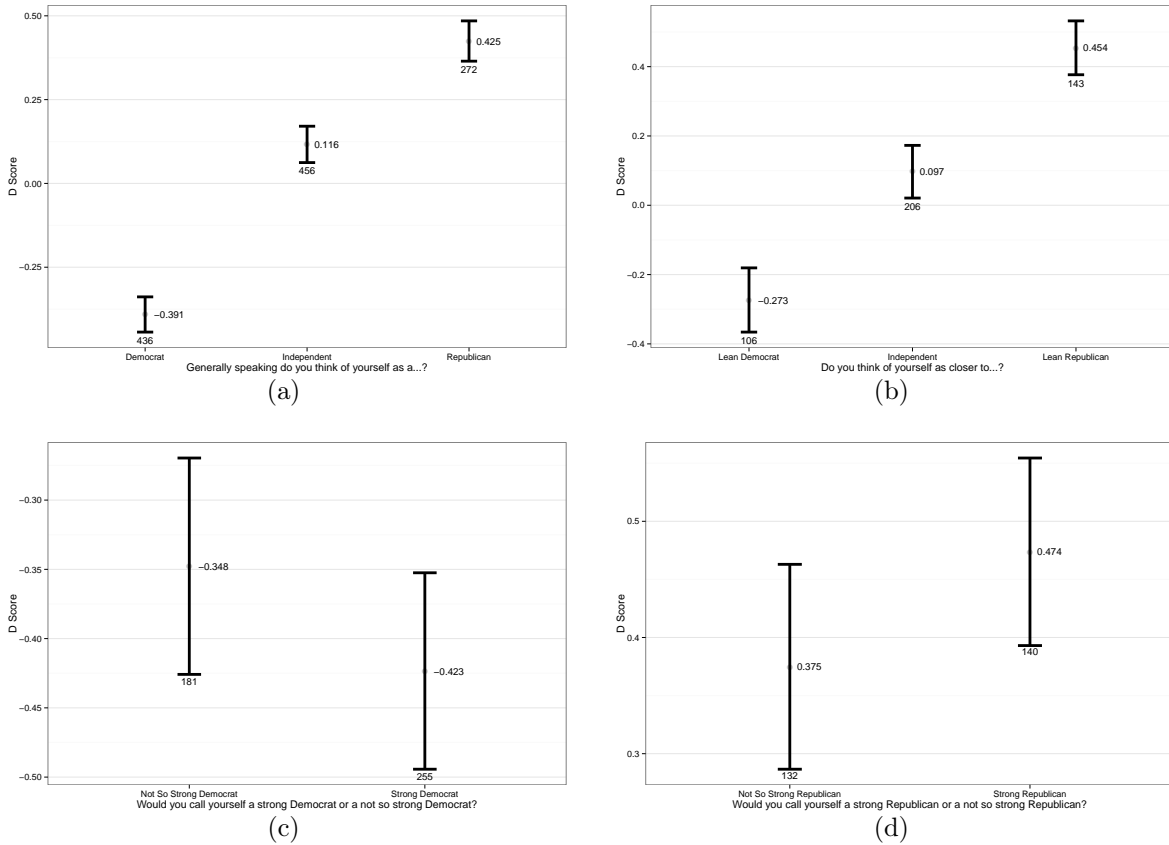 0.50
0.25
0.00
−0.25
D Score
0.425
272
0.116
456
−0.391
436
Democrat Independent Republican
Generally speaking do you think of yourself as a...?
(a)
0.4
0.2
0.0
−0.2
−0.4
D Score
0.454
143
0.097
206
−0.273
106
Lean Democrat Independent Lean Republican
Do you think of yourself as closer to...?
(b)
−0.30
−0.35
−0.40
−0.45
−0.50
D Score
−0.348
181
−0.423
255
Not So Strong Democrat Strong Democrat
Would you call yourself a strong Democrat or a not so strong Democrat?
(c)
0.5
0.4
0.3
D Score
0.474
140
0.375
132
Not So Strong Republican Strong Republican
Would you call yourself a strong Republican or a not so strong Republican?
(d)